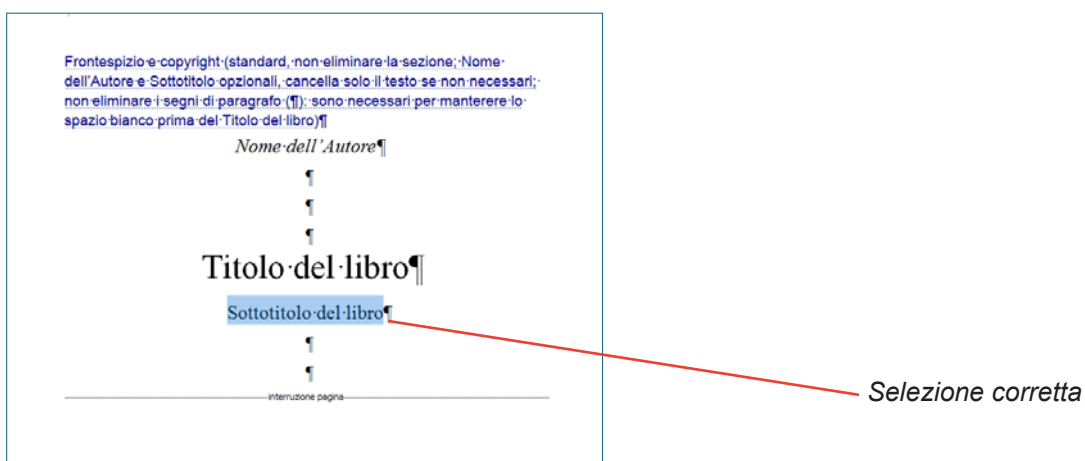 Frontespizio·e·copyright·(standard,·non·eliminare·la·sezione;·Nome·
dell'Autore·e·Sottotitolo·opzionali,·cancella·solo·il·testo·se·non·necessari;·
non·eliminare·i·segni·di·paragrafo·(¶):·sono·necessari·per·manterere·lo·
spazio·bianco·prima·del·Titolo·del·libro)¶
Nome·dell'Autore¶
¶
¶
¶
Titolo·del·libro¶
Sottotitolo·del·libro¶
¶
¶
interruzione pagina
Selezione corretta